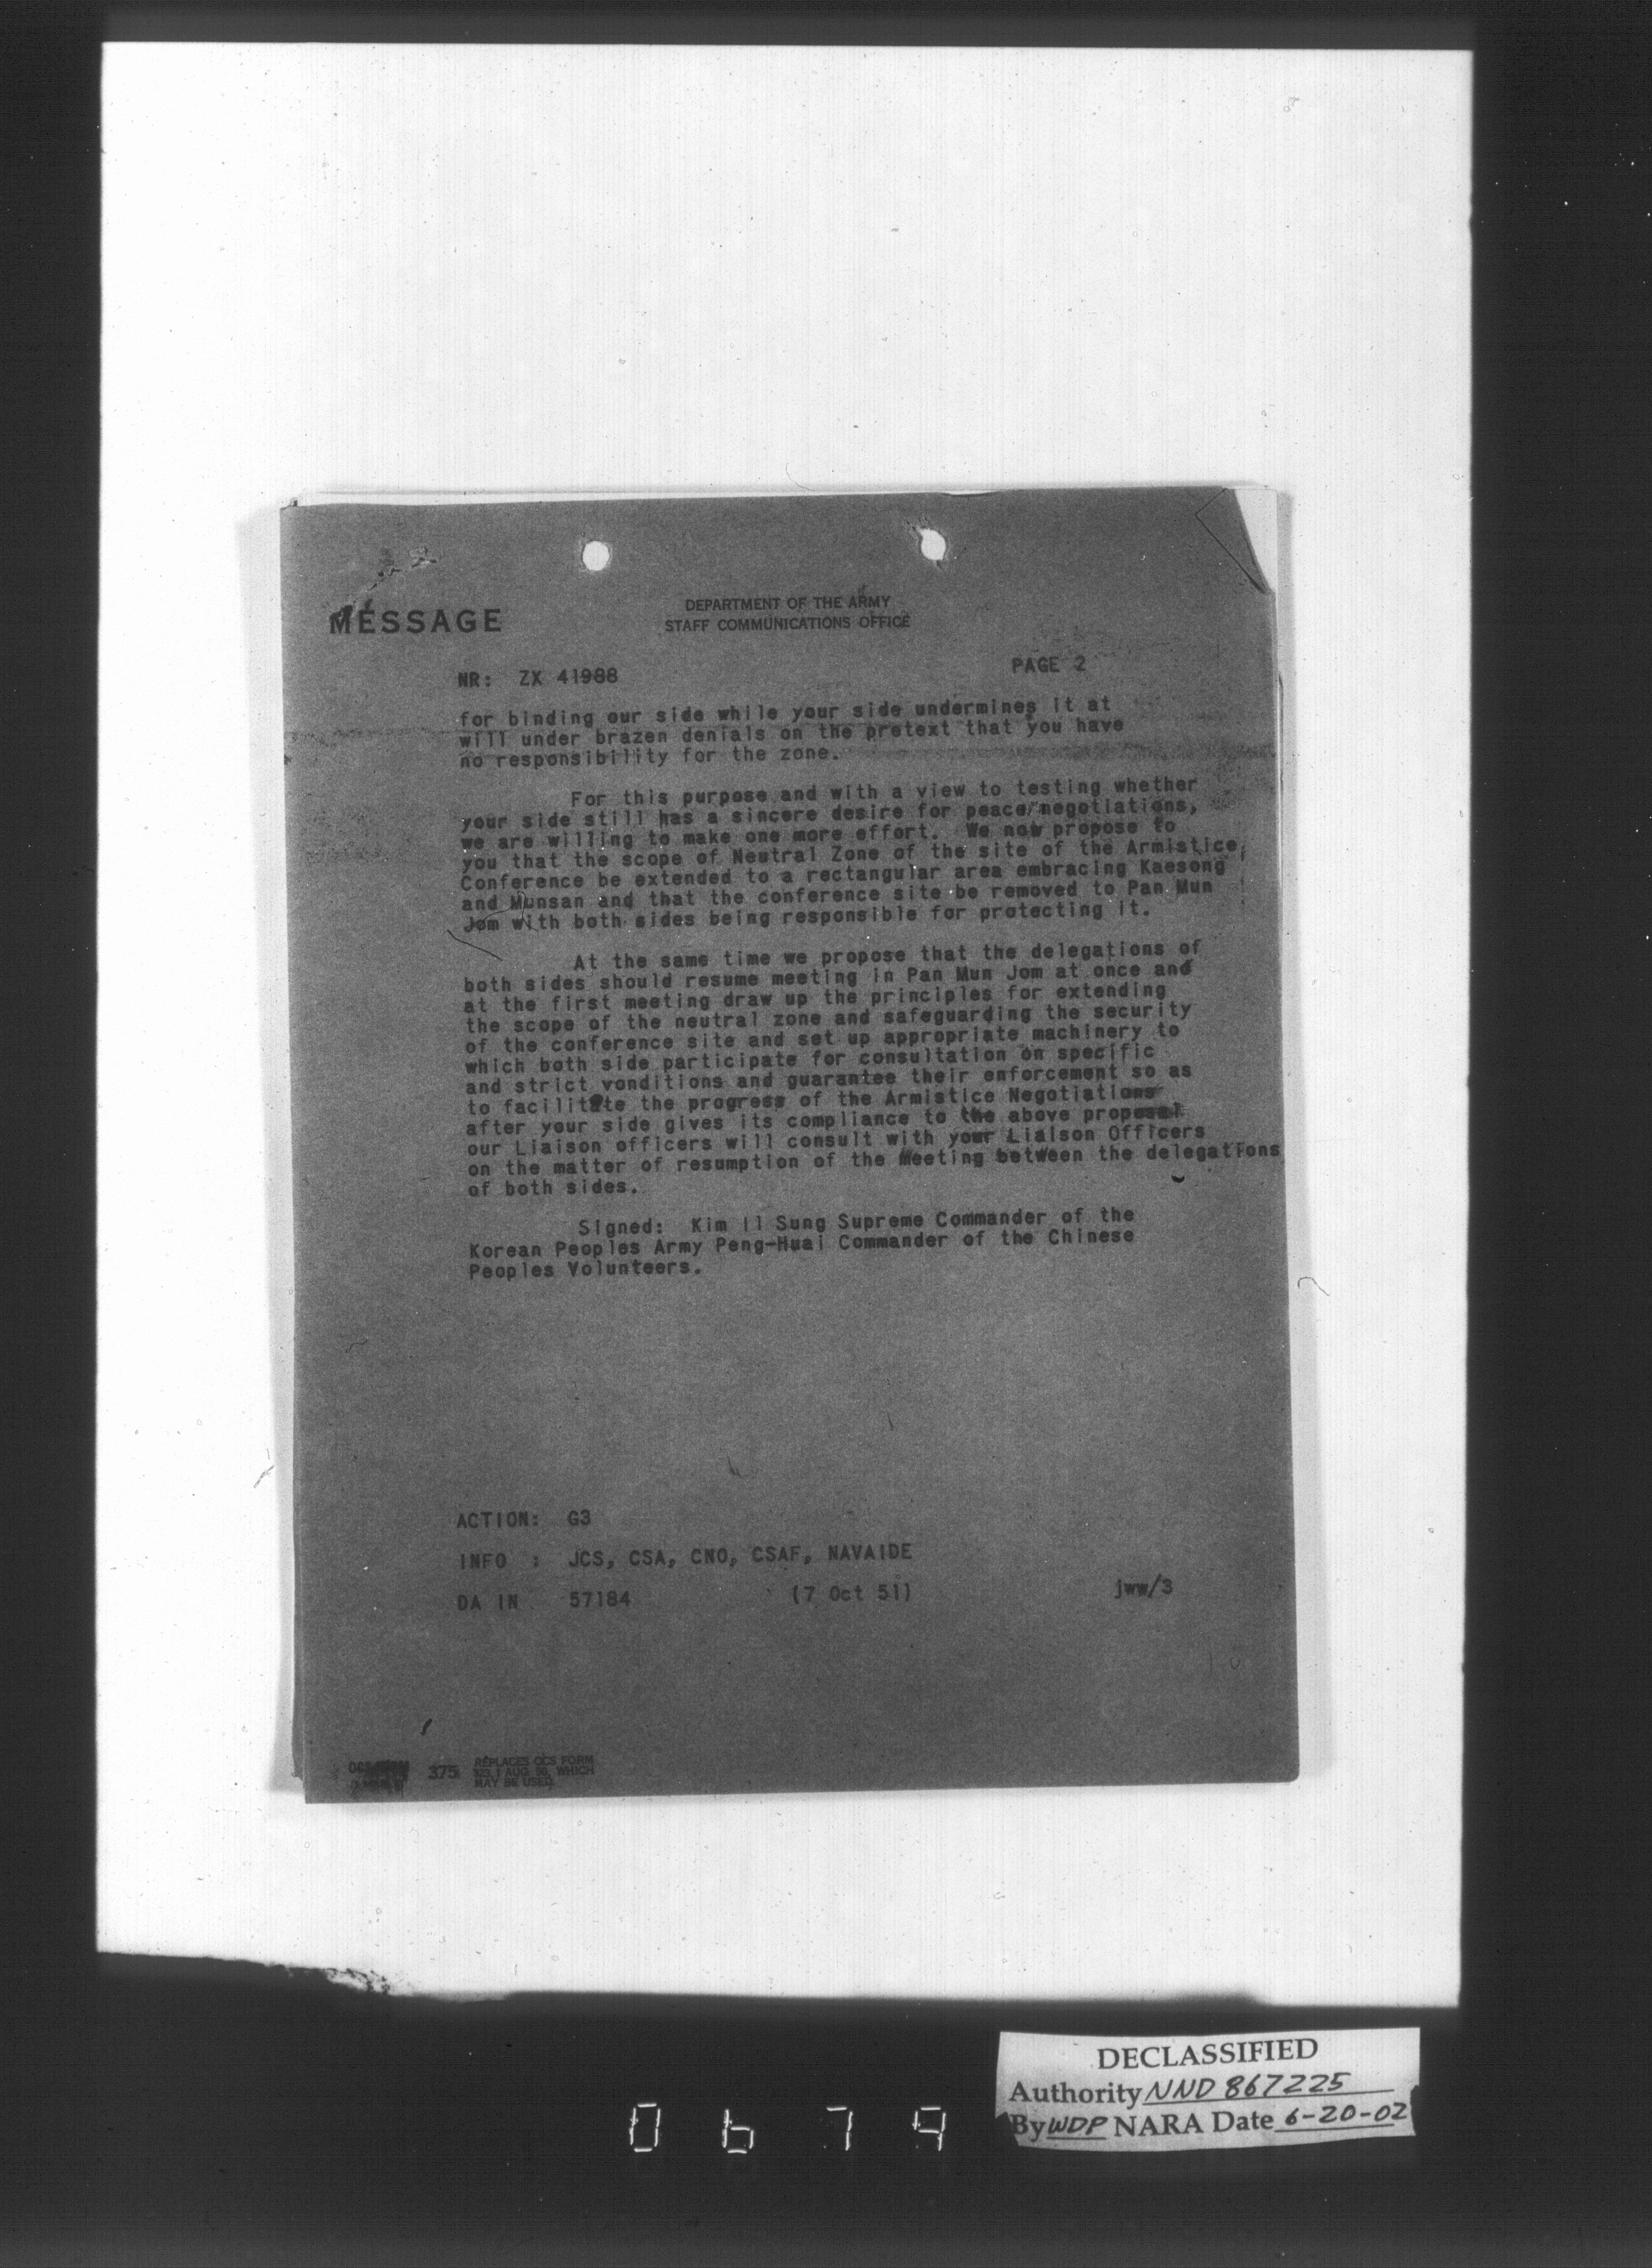 MESSAGE
DEPARTMENT OF THE ARMY
STAFF COMMUNICATIONS OFFICE
NR: ZX 41988
PAGE 2
for binding our side while your side undermines it at
will under brazen denials on the pretext that you have
no responsibility for the zone.
For this purpose and with a view to testing whether
your side still has a sincere desire for peace negotiations,
we are willing to make one more effort. We now propose to
you that the scope of Neutral Zone of the site of the Armistice
Conference be extended to a rectangular area embracing Kaesong
and Munsan and that the conference site be removed to Pan Mun
Jom with both sides being responsible for protecting it.
At the same time we propose that the delegations of
both sides should resume meeting in Pan Mun Jom at once and
at the first meeting draw up the principles for extending
the scope of the neutral zone and safeguarding the security
of the conference site and set up appropriate machinery to
which both side participate for consultation on specific
and strict vonditions and guarantee their enforcement so as
to facilitate the progress of the Armistice Negotiations
after your side gives its compliance to the above proposal
our Liaison officers will consult with your Liaison Officers
on the matter of resumption of the Meeting between the delegations
of both sides.
Signed: Kim Il Sung Supreme Commander of the
Korean Peoples Army Peng-Huai Commander of the Chinese
Peoples Volunteers.
ACTION: G3
INFO : JCS, CSA, CNO, CSAF, NAVAIDE
DA IN 57184 (7 Oct 51) jww/3
375
REPLACES OCS FORM
AUG 50, WHICH
MAY BE USED.
DECLASSIFIED
Authority NND 867225
By WDP NARA Date 6-20-02
0679